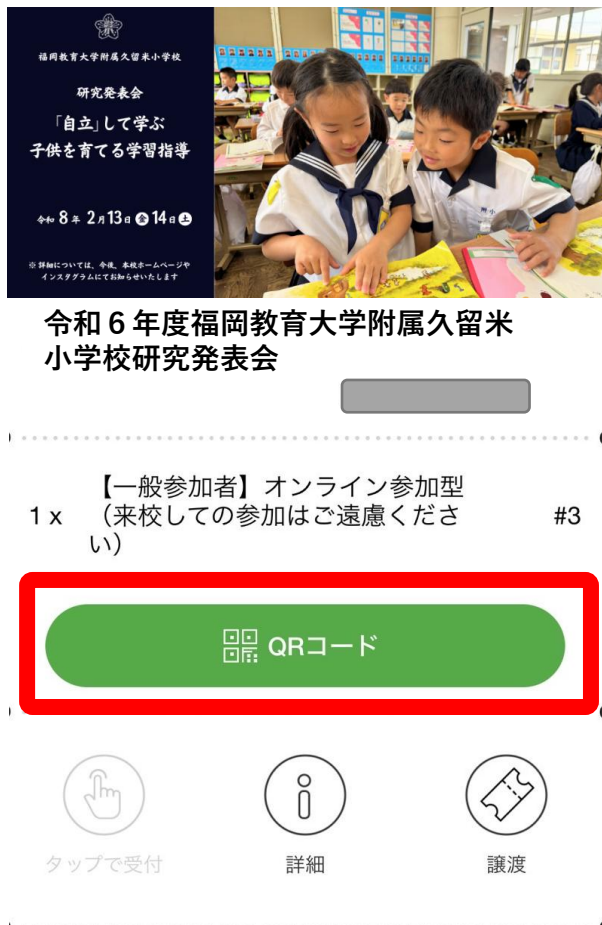 福岡教育大学附属久留米小学校
研究発表会
「自立」して学ぶ
子供を育てる学習指導
令和8年 2月13日金14日土
※詳細については、今後、本校ホームページや
インスタグラムにてお知らせいたします
令和６年度福岡教育大学附属久留米
小学校研究発表会
【一般参加者】オンライン参加型
1 x （来校しての参加はご遠慮くださ #3
い）
QRコード
タップで受付 詳細 譲渡